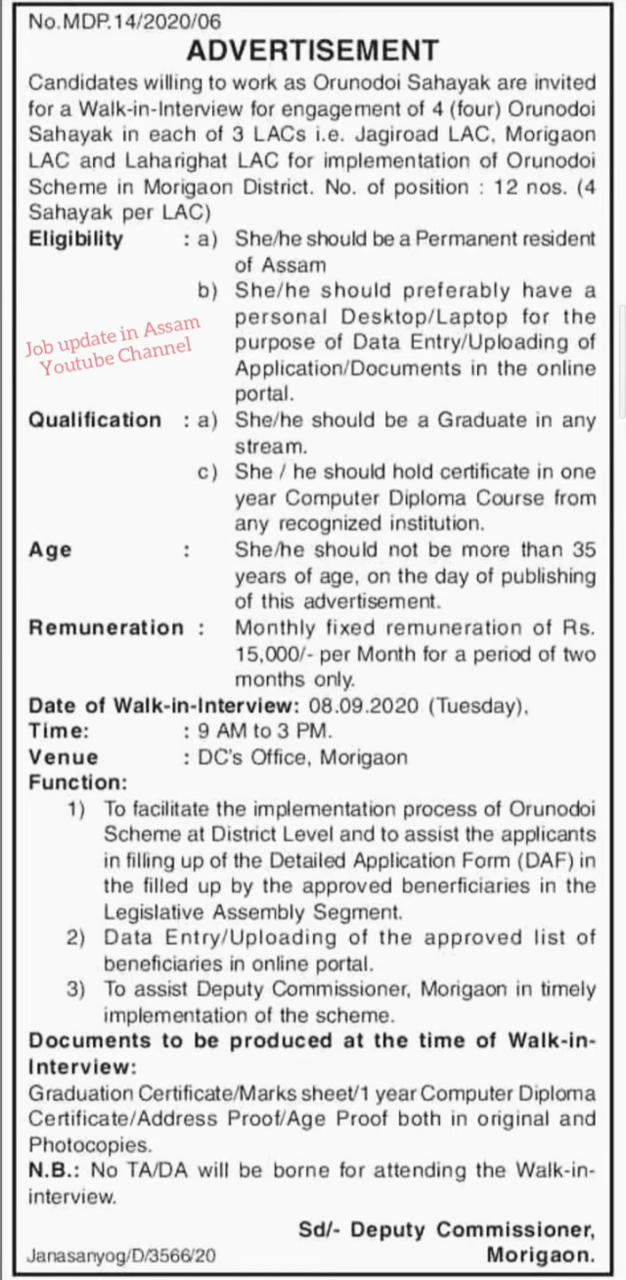 No.MDP.14/2020/06
ADVERTISEMENT
Candidates willing to work as Orunodoi Sahayak are invited
for a Walk-in-Interview for engagement of 4 (four) Orunodoi
Sahayak in each of 3 LACs i.e. Jagiroad LAC, Morigaon
LAC and Laharighat LAC for implementation of Orunodoi
Scheme in Morigaon District. No. of position : 12 nos. (4
Sahayak per LAC)
Eligibility : a) She/he should be a Permanent resident
of Assam
b) She/he should preferably have a
personal Desktop/Laptop for the
purpose of Data Entry/Uploading of
Application/Documents in the online
portal.
Job update in Assam
Youtube Channel
Qualification : a) She/he should be a Graduate in any
stream.
c) She / he should hold certificate in one
year Computer Diploma Course from
any recognized institution.
Age : She/he should not be more than 35
years of age, on the day of publishing
of this advertisement.
Remuneration : Monthly fixed remuneration of Rs.
15,000/- per Month for a period of two
months only.
Date of Walk-in-Interview: 08.09.2020 (Tuesday).
Time: : 9 AM to 3 PM.
Venue : DC's Office, Morigaon
Function:
1) To facilitate the implementation process of Orunodoi
Scheme at District Level and to assist the applicants
in filling up of the Detailed Application Form (DAF) in
the filled up by the approved benerficiaries in the
Legislative Assembly Segment.
2) Data Entry/Uploading of the approved list of
beneficiaries in online portal.
3) To assist Deputy Commissioner, Morigaon in timely
implementation of the scheme.
Documents to be produced at the time of Walk-in-
Interview:
Graduation Certificate/Marks sheet/1 year Computer Diploma
Certificate/Address Proof/Age Proof both in original and
Photocopies.
N.B.: No TA/DA will be borne for attending the Walk-in-
interview.
Sd/- Deputy Commissioner,
Janasanyog/D/3566/20 Morigaon.